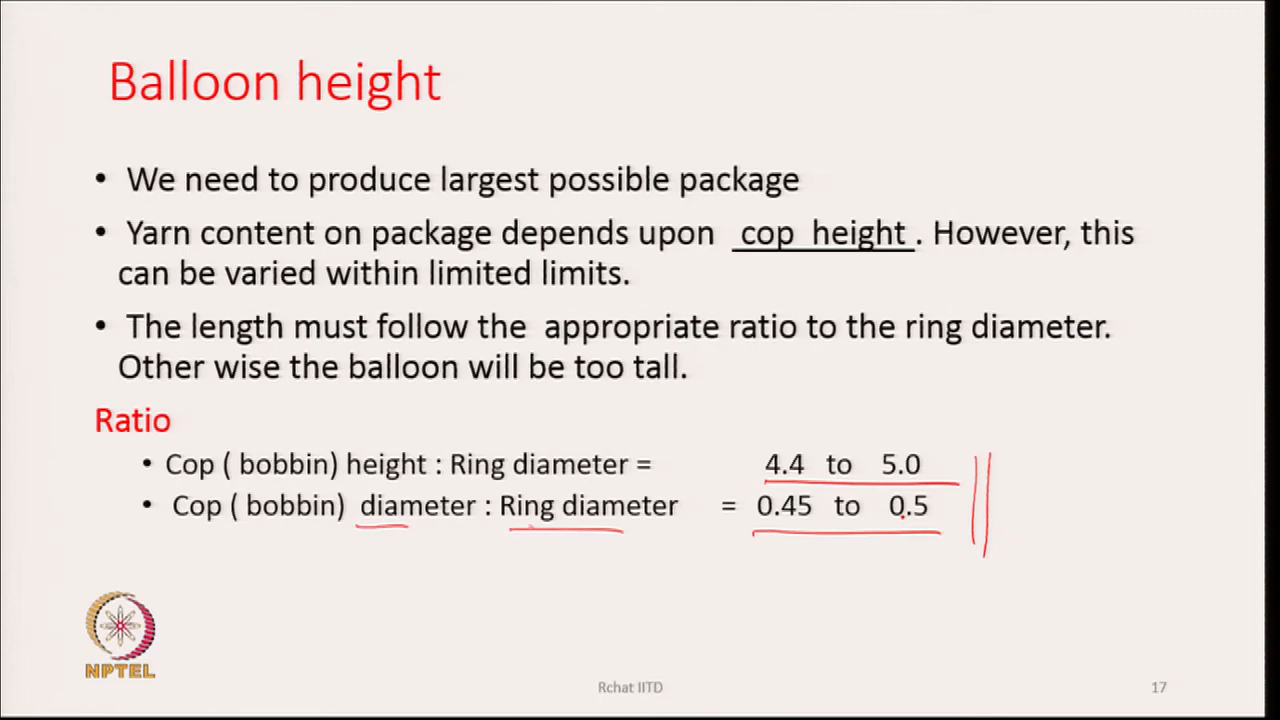 Balloon height
• We need to produce largest possible package
• Yarn content on package depends upon cop height . However, this
can be varied within limited limits.
• The length must follow the appropriate ratio to the ring diameter.
Other wise the balloon will be too tall.
Ratio
• Cop ( bobbin) height : Ring diameter = 4.4 to 5.0
• Cop ( bobbin) diameter : Ring diameter = 0.45 to 0.5
NPTEL
Rchat IITD
17